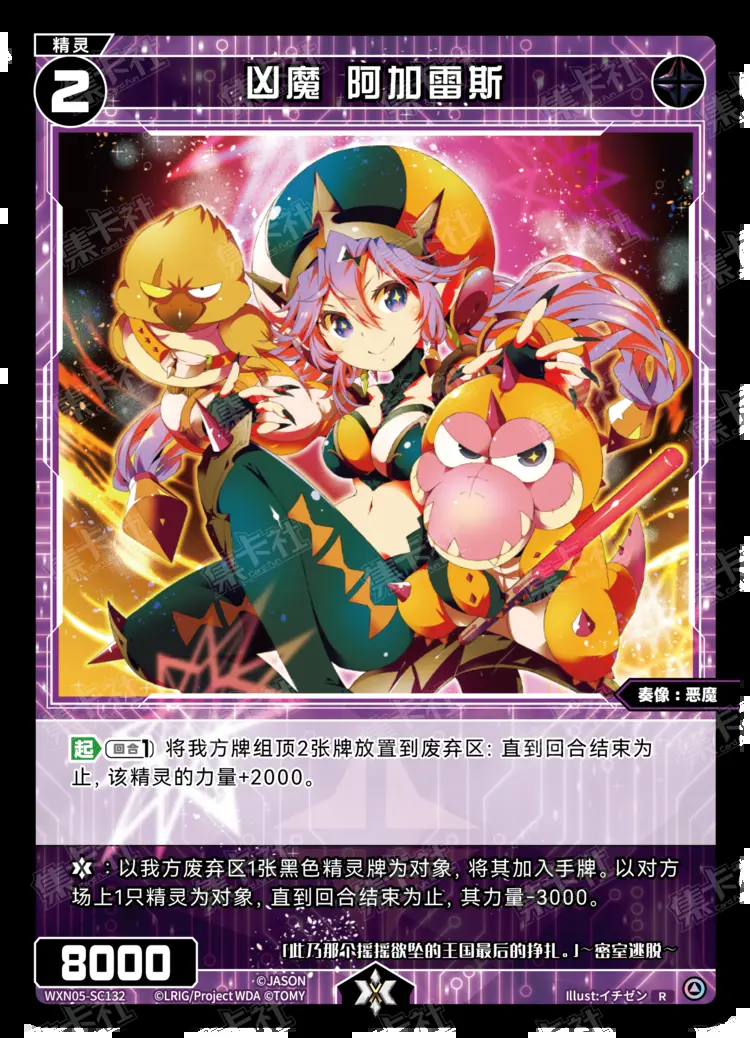 精灵
2
凶魔 阿加雷斯
奏像:恶魔
起 回合1 将我方牌组顶2张牌放置到废弃区: 直到回合结束为
止, 该精灵的力量+2000。
:以我方废弃区1张黑色精灵牌为对象, 将其加入手牌。以对方
场上1只精灵为对象, 直到回合结束为止, 其力量-3000。
「此乃那个摇摇欲坠的王国最后的挣扎。」~密室逃脱~
8000
©JASON
WXN05-SC132 ©LRIG/Project WDA ©TOMY
Illust:イチゼン R
集卡社